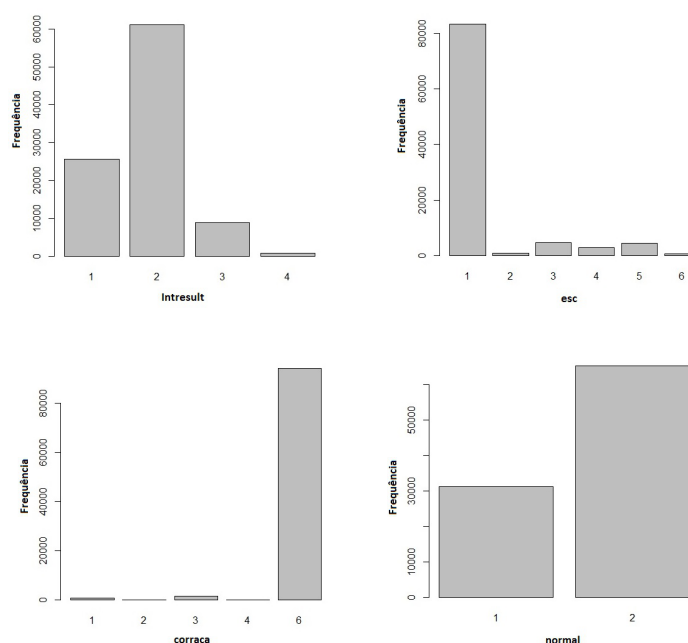 Frequência
60000
50000
40000
30000
20000
10000
0
1 2 3 4
Intresult
Frequência
80000
60000
40000
20000
0
1 2 3 4 5 6
esc
Frequência
80000
60000
40000
20000
0
1 2 3 4 6
corraca
Frequência
50000
30000
10000
0
1 2
normal